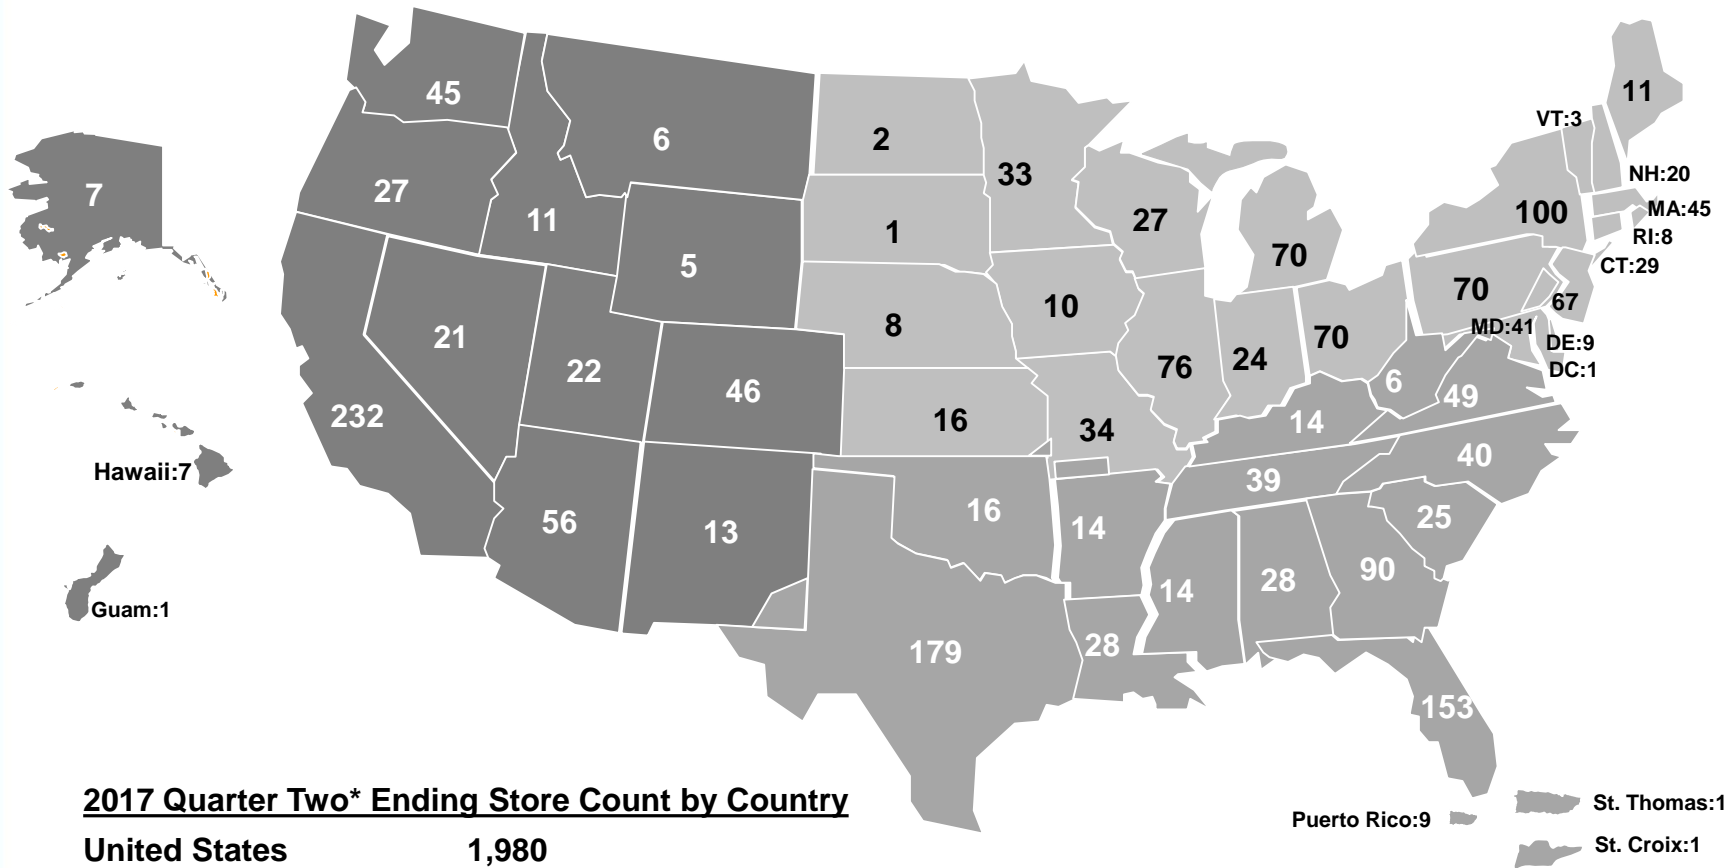 11
VT:3
45
6
2
33
NH:20
7
27
11
1
27
100
MA:45
RI:8
5
70
CT:29
21
8
10
70
67
MD:41
22
46
76
24
70
DE:9
DC:1
232
16
34
14
6
49
Hawaii:7
39
40
56
13
16
14
25
Guam:1
14
28
90
179
28
153
2017 Quarter Two* Ending Store Count by Country
United States 1,980
Puerto Rico:9
St. Thomas:1
St. Croix:1